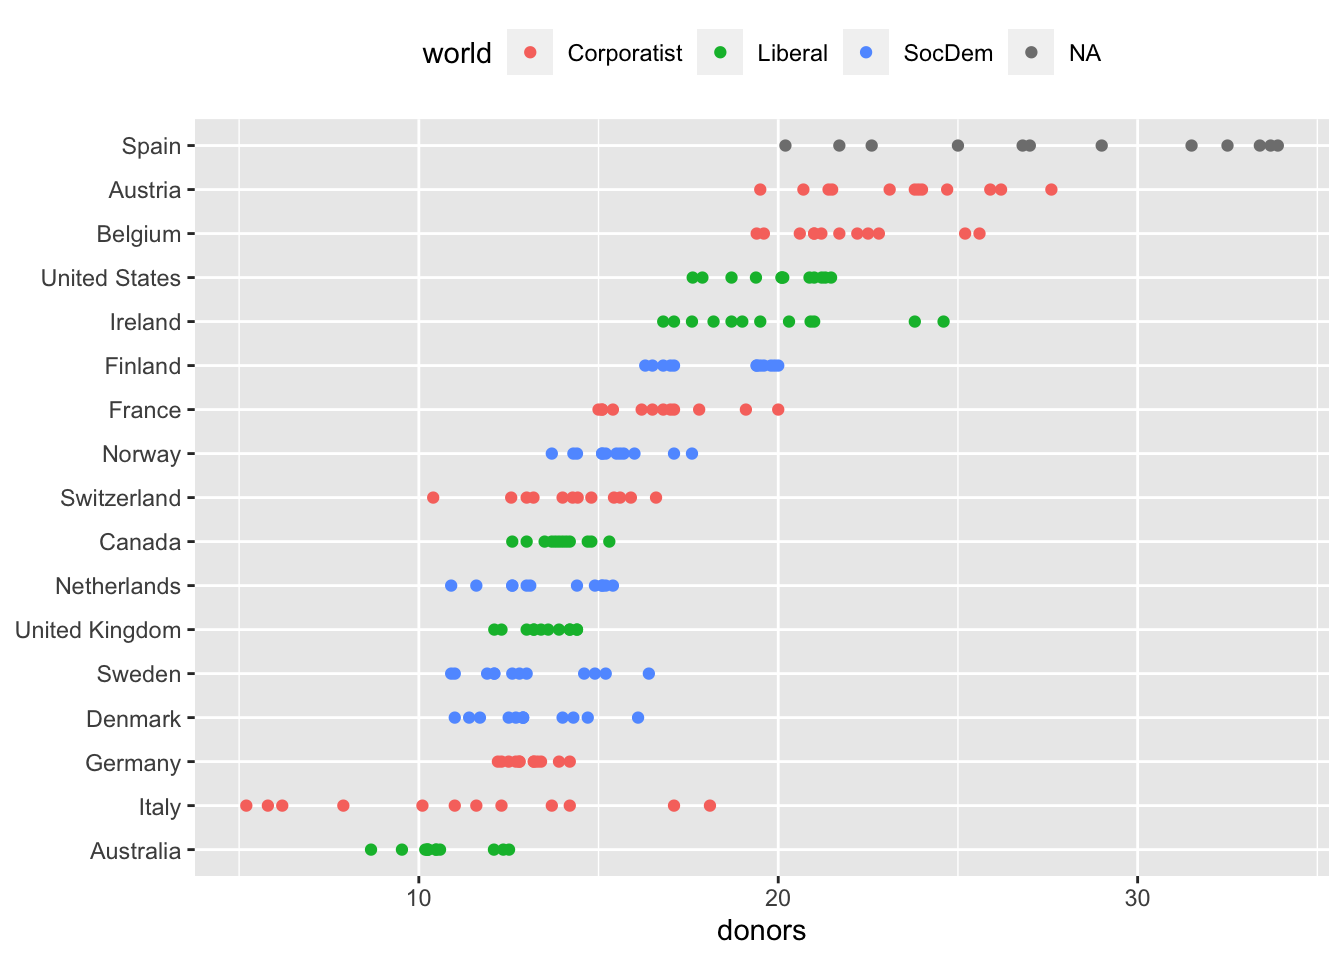 world Corporatist Liberal SocDem NA
Spain
Austria
Belgium
United States
Ireland
Finland
France
Norway
Switzerland
Canada
Netherlands
United Kingdom
Sweden
Denmark
Germany
Italy
Australia
10 20 30
donors